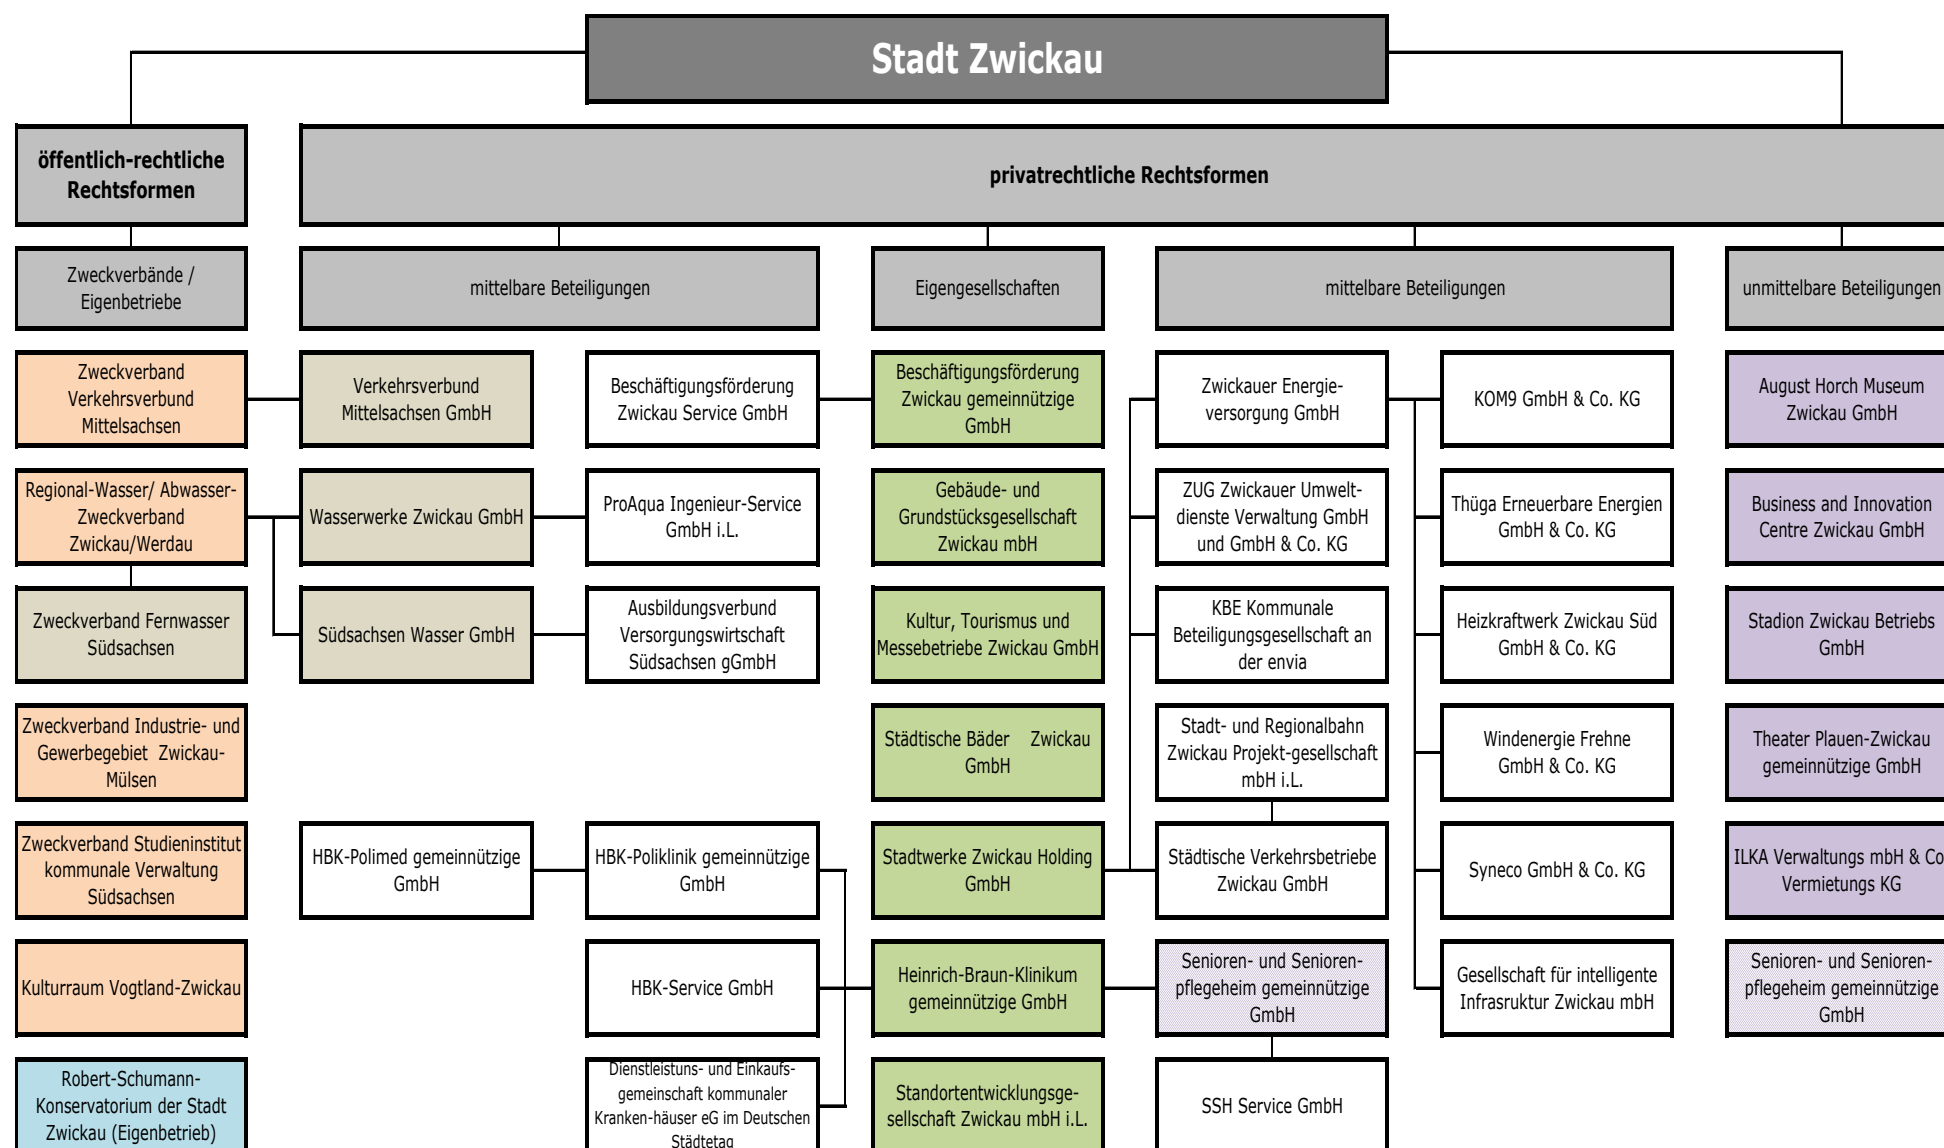 Stadt Zwickau
öffentlich-rechtliche
Rechtsformen
privatrechtliche Rechtsformen
Zweckverbände /
Eigenbetriebe
mittelbare Beteiligungen
Eigengesellschaften
mittelbare Beteiligungen
unmittelbare Beteiligungen
Zweckverband
Verkehrsverbund
Mittelsachsen
Verkehrsverbund
Mittelsachsen GmbH
Beschäftigungsförderung
Zwickau Service GmbH
Beschäftigungsförderung
Zwickau gemeinnützige
GmbH
Zwickauer Energie-
versorgung GmbH
KOM9 GmbH & Co. KG
August Horch Museum
Zwickau GmbH
Regional-Wasser/ Abwasser-
Zweckverband
Zwickau/Werdau
Wasserwerke Zwickau GmbH
ProAqua Ingenieur-Service
GmbH i.L.
Gebäude- und
Grundstücksgesellschaft
Zwickau mbH
ZUG Zwickauer Umwelt-
dienste Verwaltung GmbH
und GmbH & Co. KG
Thüga Erneuerbare Energien
GmbH & Co. KG
Business and Innovation
Centre Zwickau GmbH
Zweckverband Fernwasser
Südsachsen
Südsachsen Wasser GmbH
Ausbildungsverbund
Versorgungswirtschaft
Südsachsen gGmbH
Kultur, Tourismus und
Messebetriebe Zwickau GmbH
KBE Kommunale
Beteiligungsgesellschaft an
der envia
Heizkraftwerk Zwickau Süd
GmbH & Co. KG
Stadion Zwickau Betriebs
GmbH
Zweckverband Industrie- und
Gewerbegebiet Zwickau-
Mülsen
Städtische Bäder Zwickau
GmbH
Stadt- und Regionalbahn
Zwickau Projekt-gesellschaft
mbH i.L.
Windenergie Frehne
GmbH & Co. KG
Theater Plauen-Zwickau
gemeinnützige GmbH
Zweckverband Studieninstitut
kommunale Verwaltung
Südsachsen
HBK-Polimed gemeinnützige
GmbH
HBK-Poliklinik gemeinnützige
GmbH
Stadtwerke Zwickau Holding
GmbH
Städtische Verkehrsbetriebe
Zwickau GmbH
Syneco GmbH & Co. KG
ILKA Verwaltungs mbH & Co
Vermietungs KG
Kulturraum Vogtland-Zwickau
HBK-Service GmbH
Heinrich-Braun-Klinikum
gemeinnützige GmbH
Senioren- und Senioren-
pflegeheim gemeinnützige
GmbH
Gesellschaft für intelligente
Infrasruktur Zwickau mbH
Senioren- und Senioren-
pflegeheim gemeinnützige
GmbH
Robert-Schumann-
Konservatorium der Stadt
Zwickau (Eigenbetrieb)
Dienstleistuns- und Einkaufs-
gemeinschaft kommunaler
Kranken-häuser eG im Deutschen
Städtetag
Standortentwicklungsge-
sellschaft Zwickau mbH i.L.
SSH Service GmbH